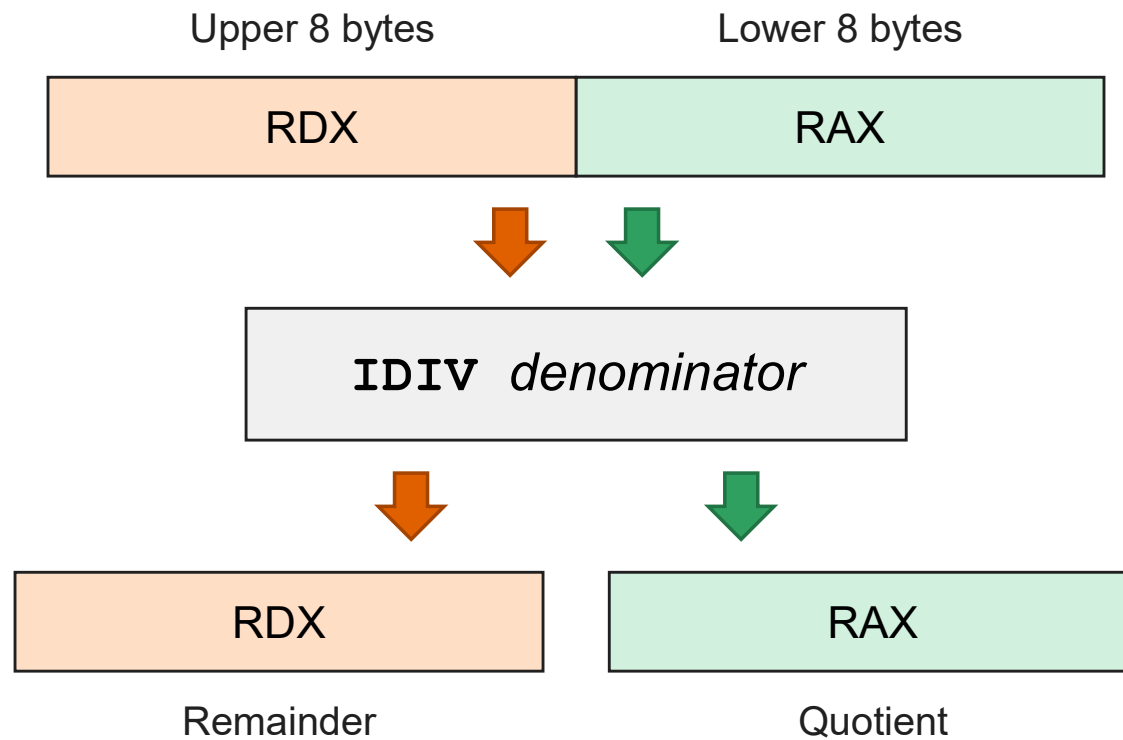 Upper 8 bytes Lower 8 bytes
RDX RAX
IDIV denominator
RDX RAX
Remainder Quotient